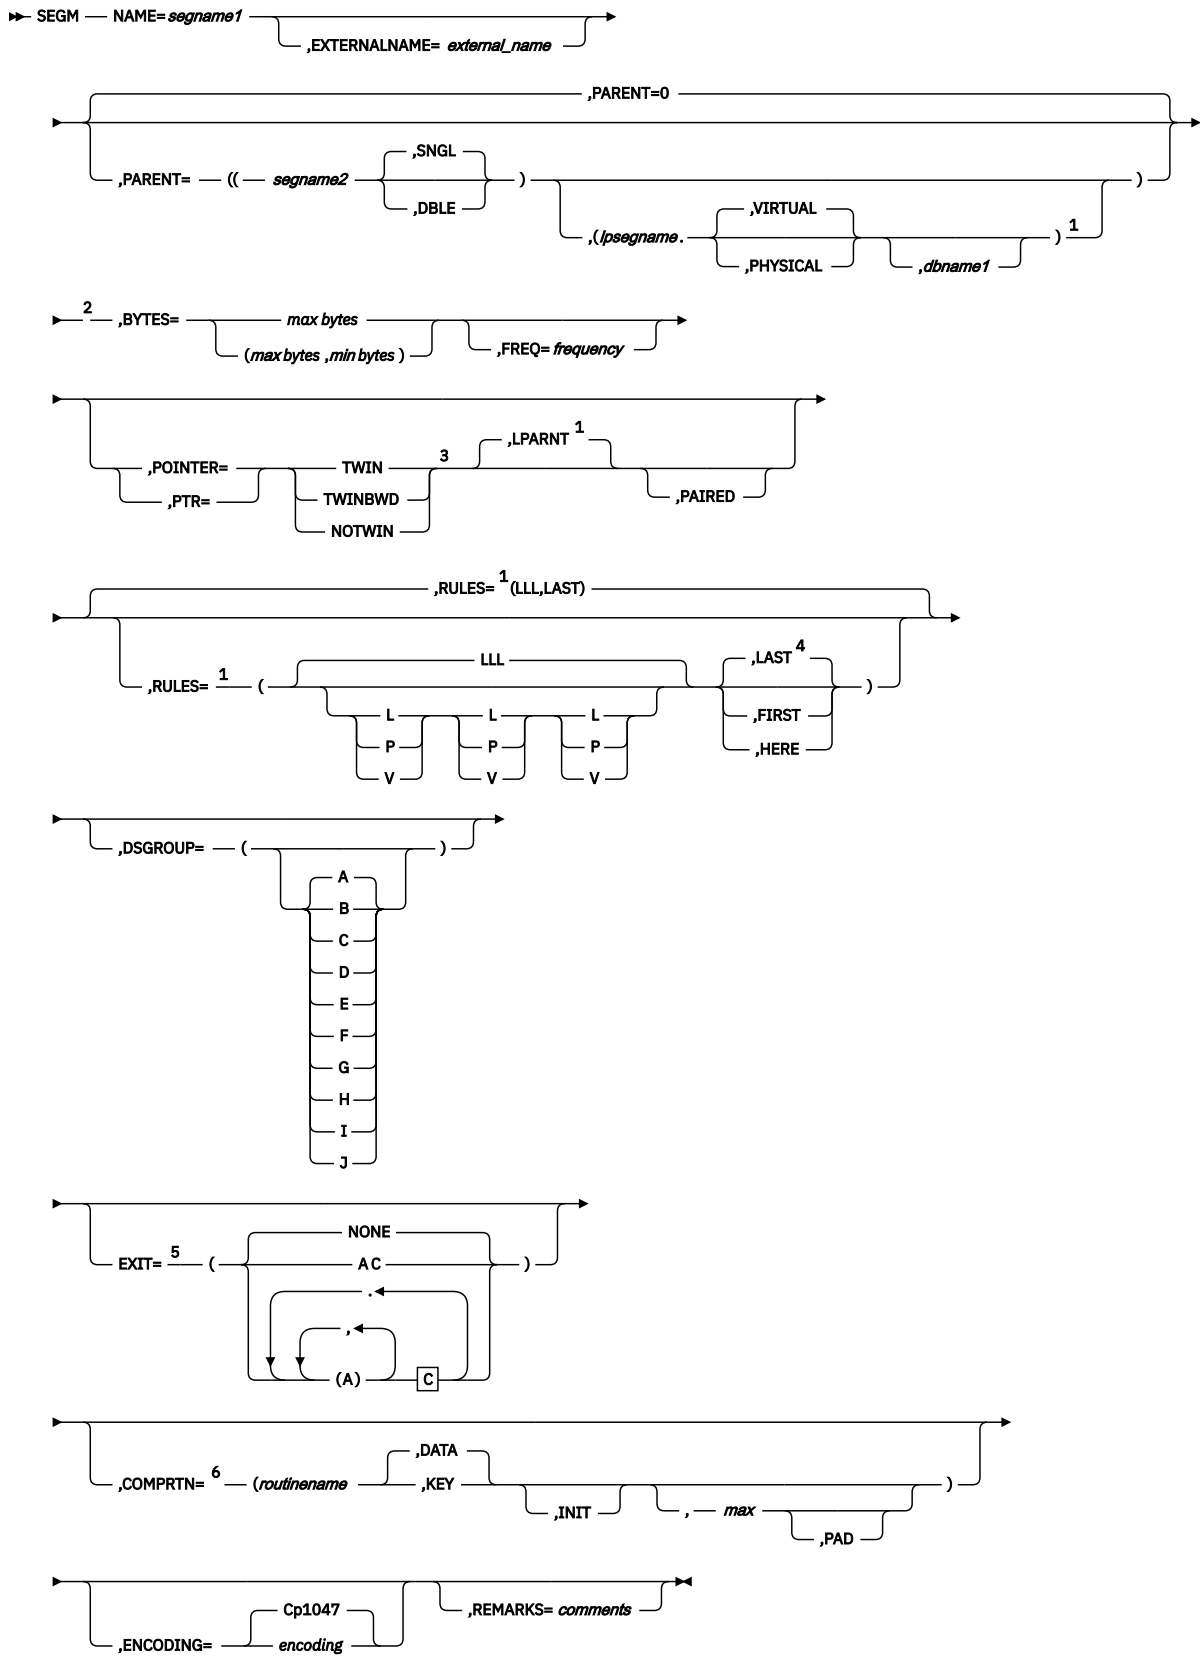 SEGM NAME= segname1
,EXTERNALNAME= external_name
,PARENT=0
,PARENT= (( segname2 ,SNGL )
,DBLE
,(lpsegname. ,VIRTUAL ) 1 )
,PHYSICAL ,dbname1
2 ,BYTES= max bytes
(max bytes ,min bytes )
,FREQ= frequency
,POINTER= TWIN 3 ,LPARNT 1
,PTR= TWINBWD ,PAIRED
NOTWIN
,RULES= 1 (LLL,LAST)
,RULES= 1 ( LLL ,LAST 4 )
L L L ,FIRST
P P P ,HERE
V V V
,DSGROUP= ( )
A
B
C
D
E
F
G
H
I
J
NONE
EXIT= 5 ( A C )
.
,
(A) C
,DATA
,COMPRTN= 6 (routinename ,KEY )
,INIT , max
,PAD
Cp1047
,ENCODING= encoding
,REMARKS= comments